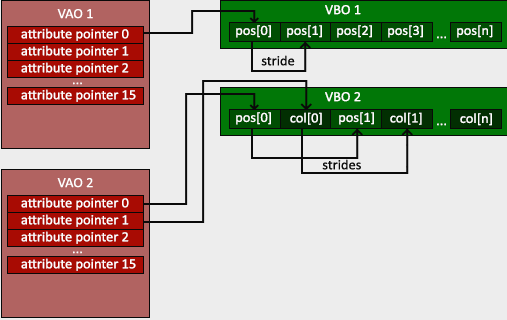 VAO 1
attribute pointer 0
attribute pointer 1
attribute pointer 2
...
attribute pointer 15
VBO 1
pos[0] pos[1] pos[2] pos[3] ... pos[n]
stride
VBO 2
pos[0] col[0] pos[1] col[1] ... col[n]
strides
VAO 2
attribute pointer 0
attribute pointer 1
attribute pointer 2
...
attribute pointer 15